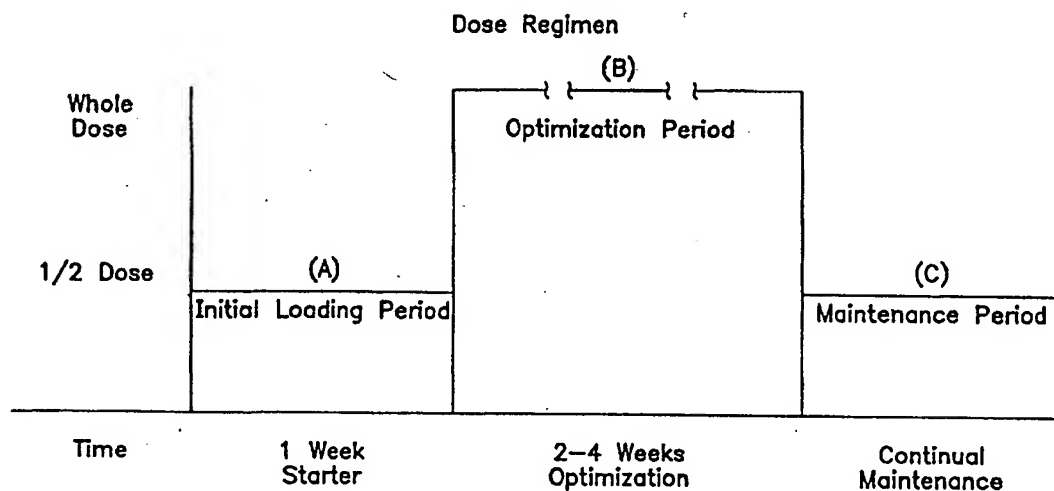 Dose Regimen
(B)
Whole
Dose
Optimization Period
1/2 Dose
(A)
(C)
Initial Loading Period
Maintenance Period
Time
1 Week
Starter
2–4 Weeks
Optimization
Continual
Maintenance